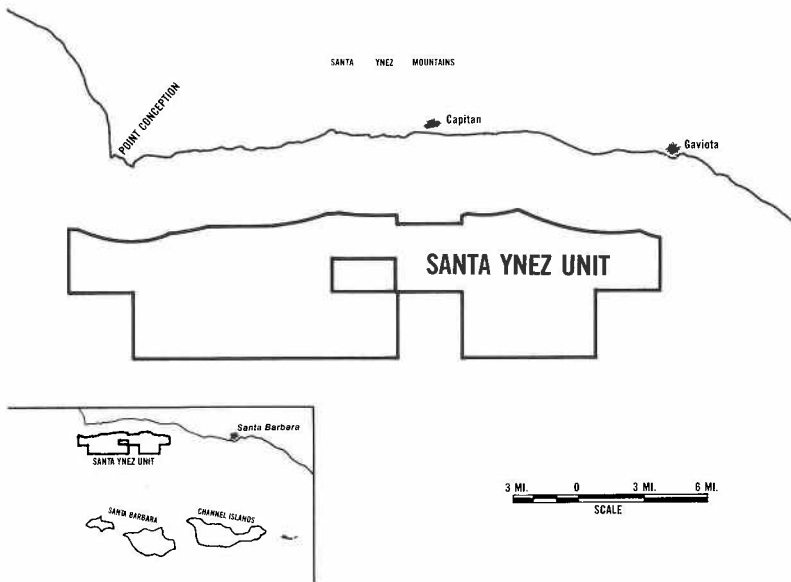 SANTA YNEZ MOUNTAINS
POINT CONCEPTION
Capitan
Gaviota
SANTA YNEZ UNIT
Santa Barbara
SANTA YNEZ UNIT
SANTA BARBARA
CHANNEL ISLANDS
3 MI. 0 3 MI. 6 MI.
SCALE